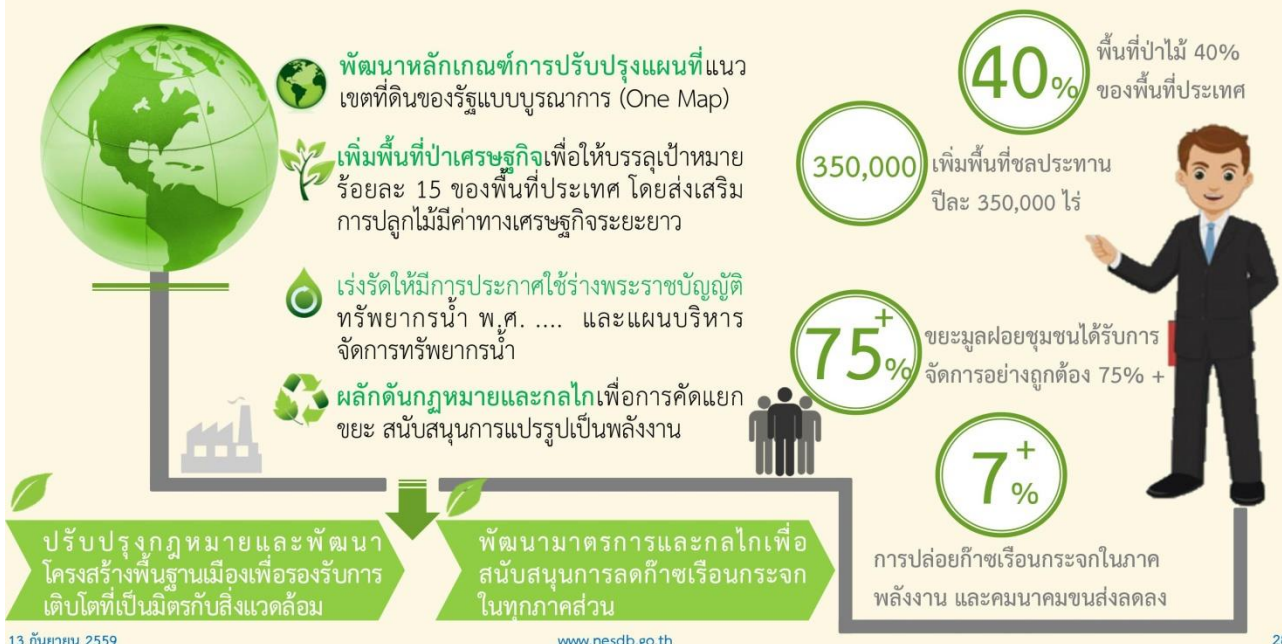 พัฒนาหลักเกณฑ์การปรับปรุงแผนที่แนว
เขตที่ดินของรัฐแบบบูรณาการ (One Map)
เพิ่มพื้นที่ป่าเศรษฐกิจเพื่อให้บรรลุเป้าหมาย
ร้อยละ 15 ของพื้นที่ประเทศ โดยส่งเสริม
การปลูกไม้มีค่าทางเศรษฐกิจระยะยาว
เร่งรัดให้มีการประกาศใช้ร่างพระราชบัญญัติ
ทรัพยากรน้ำ พ.ศ. .... และแผนบริหาร
จัดการทรัพยากรน้ำ
ผลักดันกฎหมายและกลไกเพื่อการคัดแยก
ขยะ สนับสนุนการแปรรูปเป็นพลังงาน
40%
พื้นที่ป่าไม้ 40%
ของพื้นที่ประเทศ
350,000
เพิ่มพื้นที่ชลประทาน
ปีละ 350,000 ไร่
75+%
ขยะมูลฝอยชุมชนได้รับการ
จัดการอย่างถูกต้อง 75% +
7+%
การปล่อยก๊าซเรือนกระจกในภาค
พลังงาน และคมนาคมขนส่งลดลง
ปรับปรุงกฎหมายและพัฒนา
โครงสร้างพื้นฐานเมืองเพื่อรองรับการ
เติบโตที่เป็นมิตรกับสิ่งแวดล้อม
พัฒนามาตรการและกลไกเพื่อ
สนับสนุนการลดก๊าซเรือนกระจก
ในทุกภาคส่วน
13 กันยายน 2559
www.nesdb.go.th